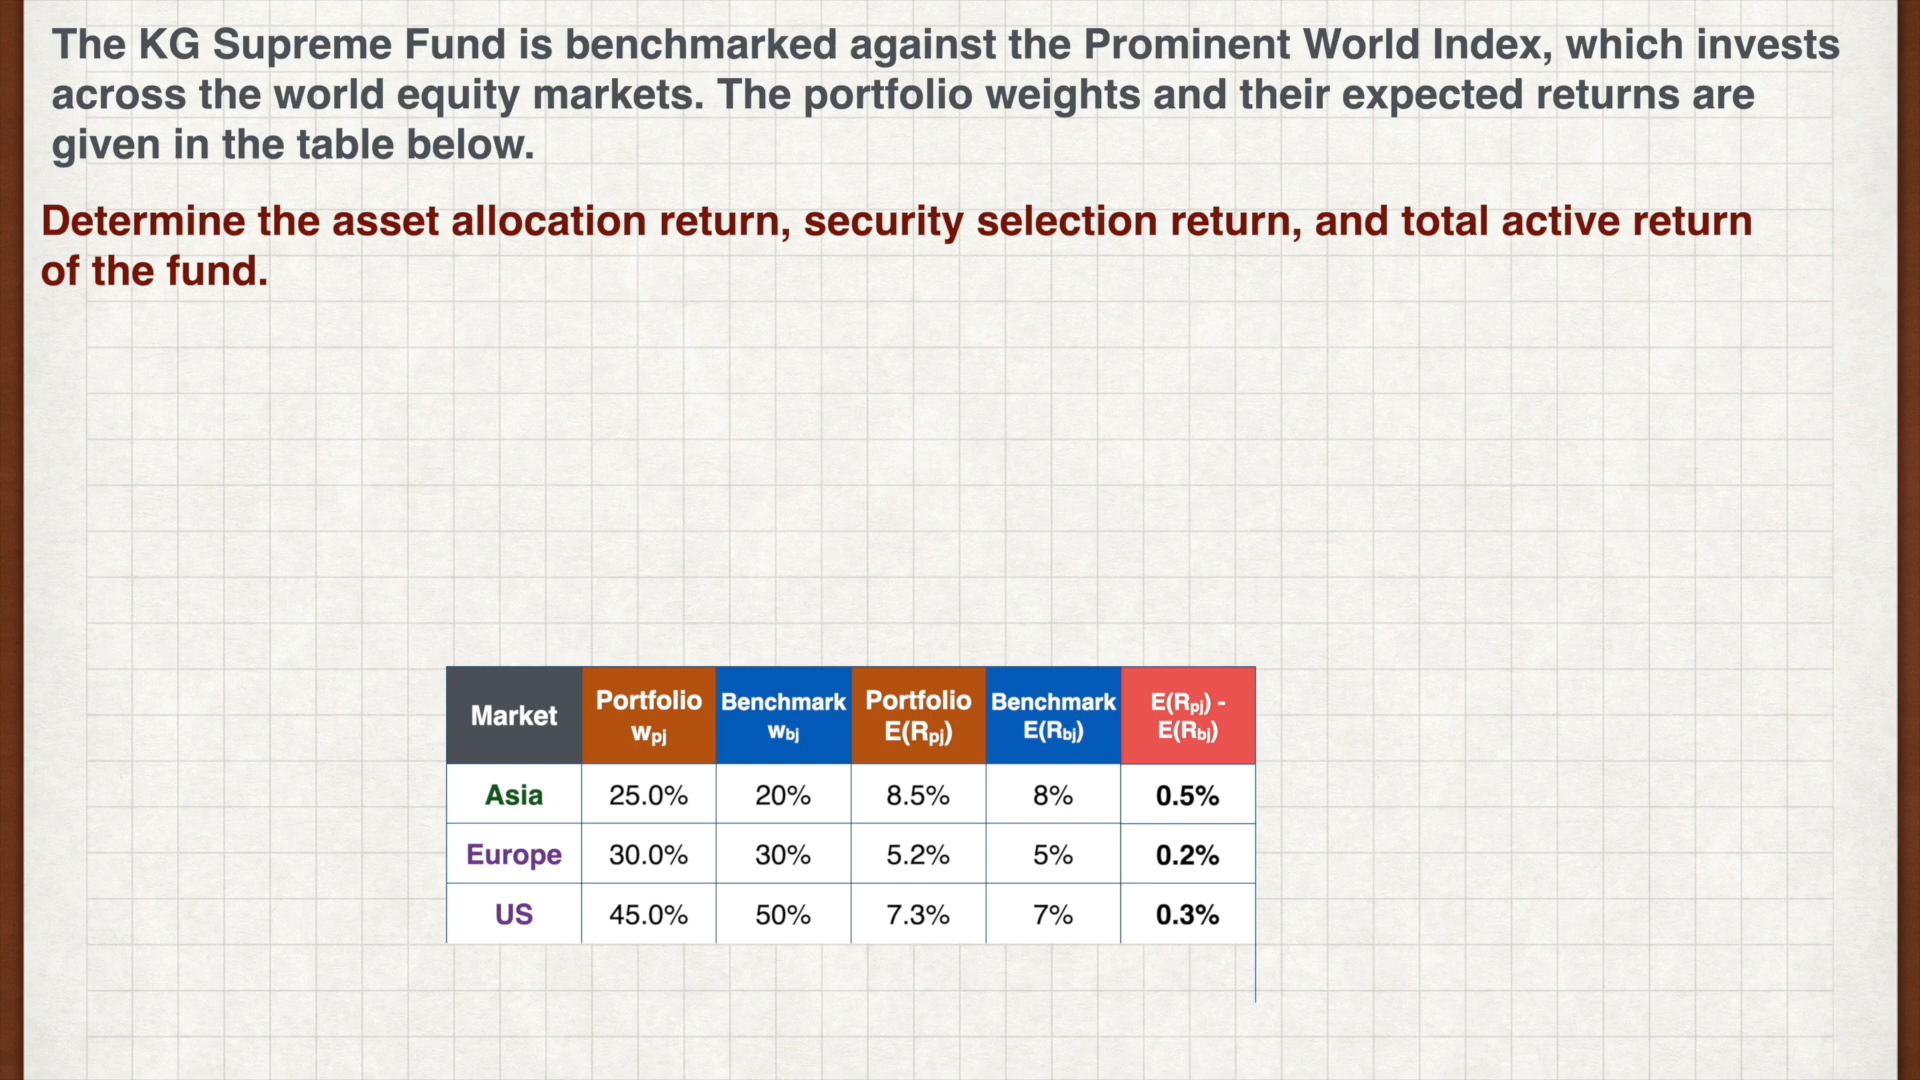 The KG Supreme Fund is benchmarked against the Prominent World Index, which invests
across the world equity markets. The portfolio weights and their expected returns are
given in the table below.
Determine the asset allocation return, security selection return, and total active return
of the fund.
Market Portfolio wpj Benchmark wbj Portfolio E(Rpj) Benchmark E(Rbj) E(Rpj) - E(Rbj)
Asia 25.0% 20% 8.5% 8% 0.5%
Europe 30.0% 30% 5.2% 5% 0.2%
US 45.0% 50% 7.3% 7% 0.3%